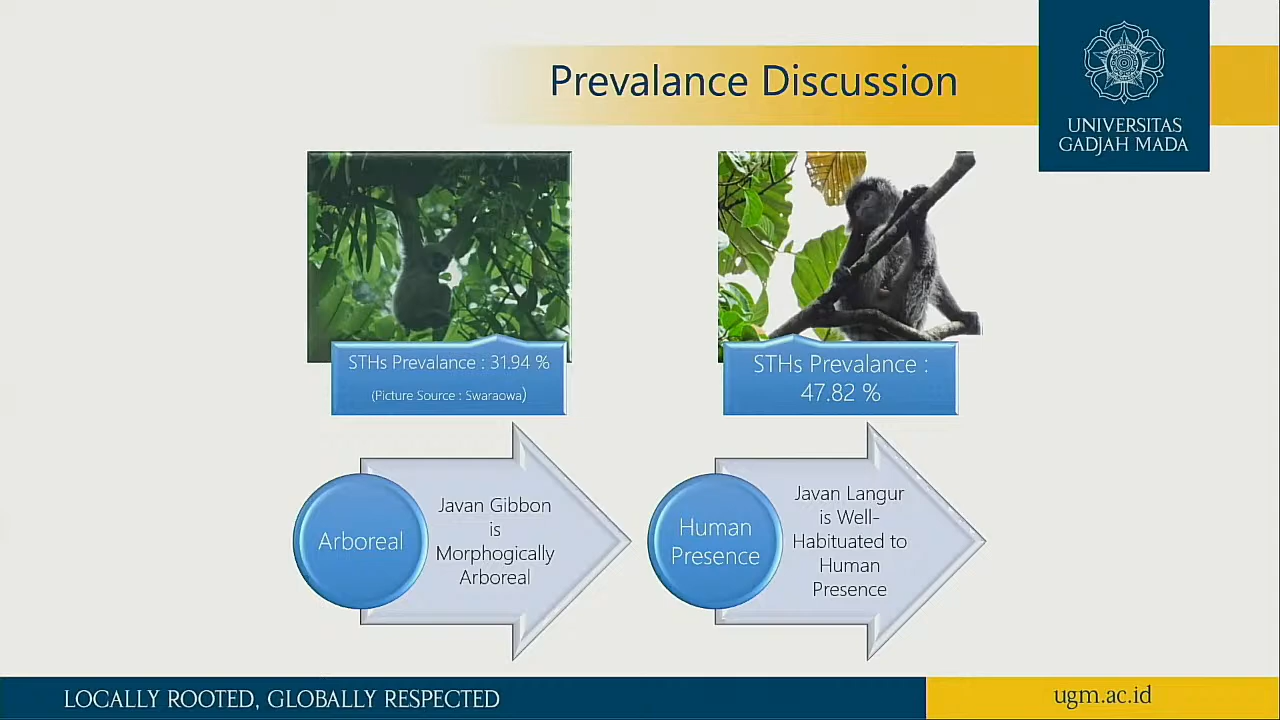 Prevalance Discussion
UNIVERSITAS
GADJAH MADA
STHs Prevalance : 31.94 %
(Picture Source : Swaraowa)
STHs Prevalance :
47.82 %
Arboreal
Javan Gibbon
is
Morphogically
Arboreal
Human
Presence
Javan Langur
is Well-
Habituated to
Human
Presence
LOCALLY ROOTED, GLOBALLY RESPECTED
ugm.ac.id